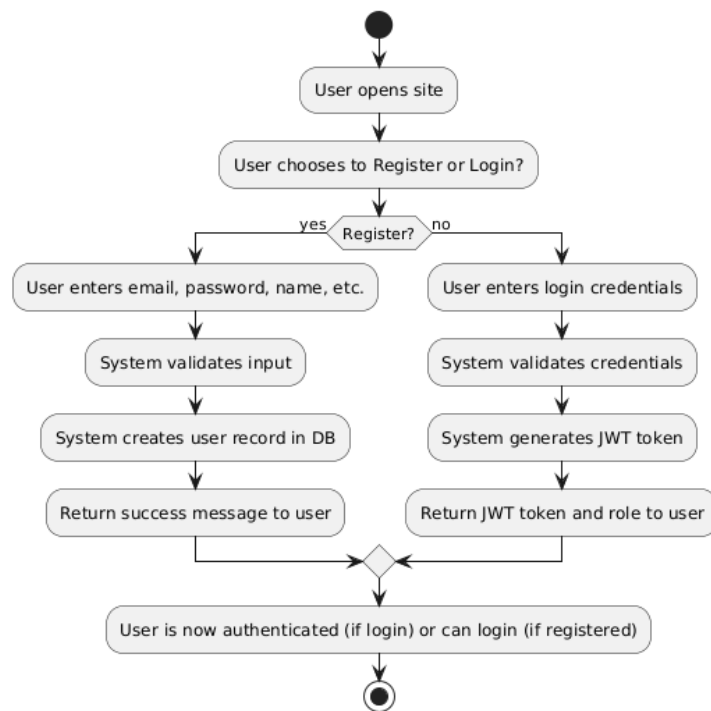 User opens site
User chooses to Register or Login?
yes
Register?
no
User enters email, password, name, etc.
User enters login credentials
System validates input
System validates credentials
System creates user record in DB
System generates JWT token
Return success message to user
Return JWT token and role to user
User is now authenticated (if login) or can login (if registered)